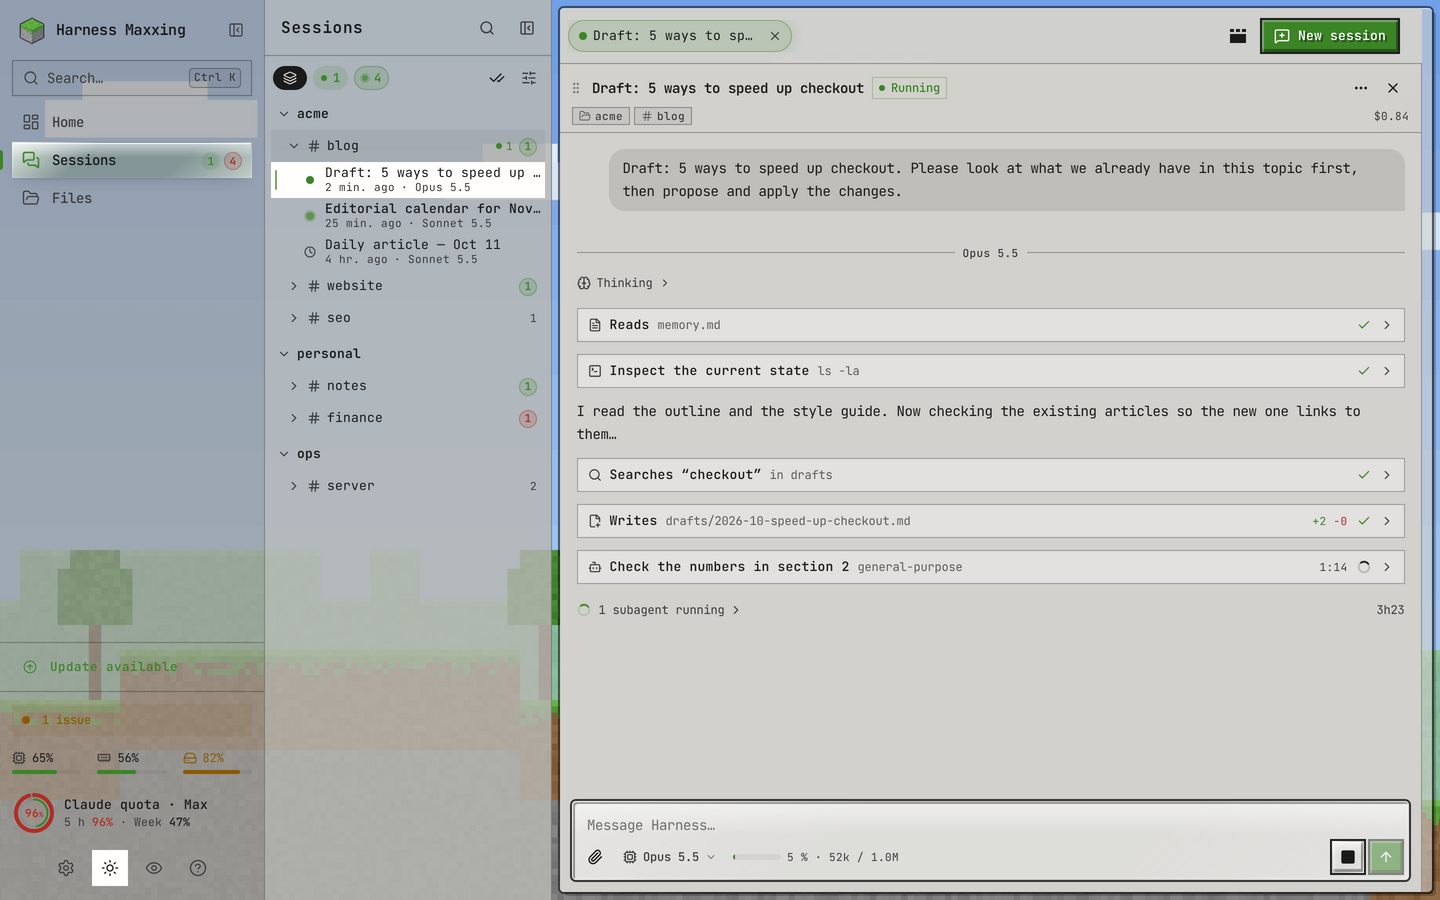 Harness Maxxing
Search…
Ctrl K
Home
Sessions
1
4
Files
Update available
1 issue
65%
56%
82%
96%
Claude quota · Max
5 h 96% · Week 47%
Sessions
1
4
acme
# blog
1
1
Draft: 5 ways to speed up …
2 min. ago · Opus 5.5
Editorial calendar for Nov…
25 min. ago · Sonnet 5.5
Daily article — Oct 11
4 hr. ago · Sonnet 5.5
# website
1
# seo
1
personal
# notes
1
# finance
1
ops
# server
2
Draft: 5 ways to sp…
New session
Draft: 5 ways to speed up checkout
Running
acme
# blog
$0.84
Draft: 5 ways to speed up checkout. Please look at what we already have in this topic first,
then propose and apply the changes.
Opus 5.5
Thinking
Reads memory.md
Inspect the current state ls -la
I read the outline and the style guide. Now checking the existing articles so the new one links to
them…
Searches “checkout” in drafts
Writes drafts/2026-10-speed-up-checkout.md
+2 -0
Check the numbers in section 2 general-purpose
1:14
1 subagent running
3h23
Message Harness…
Opus 5.5
5 % · 52k / 1.0M